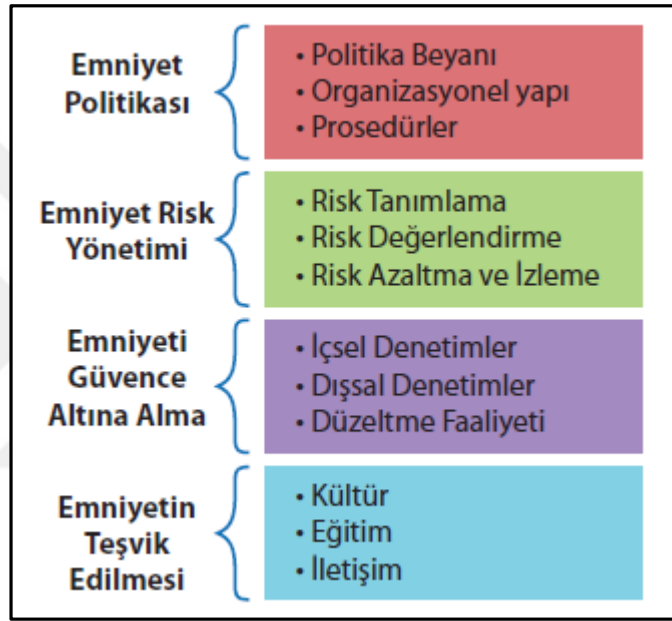 Emniyet
Politikası
• Politika Beyanı
• Organizasyonel yapı
• Prosedürler
Emniyet Risk
Yönetimi
• Risk Tanımlama
• Risk Değerlendirme
• Risk Azaltma ve İzleme
Emniyeti
Güvence
Altına Alma
• İçsel Denetimler
• Dışsal Denetimler
• Düzeltme Faaliyeti
Emniyetin
Teşvik
Edilmesi
• Kültür
• Eğitim
• İletişim